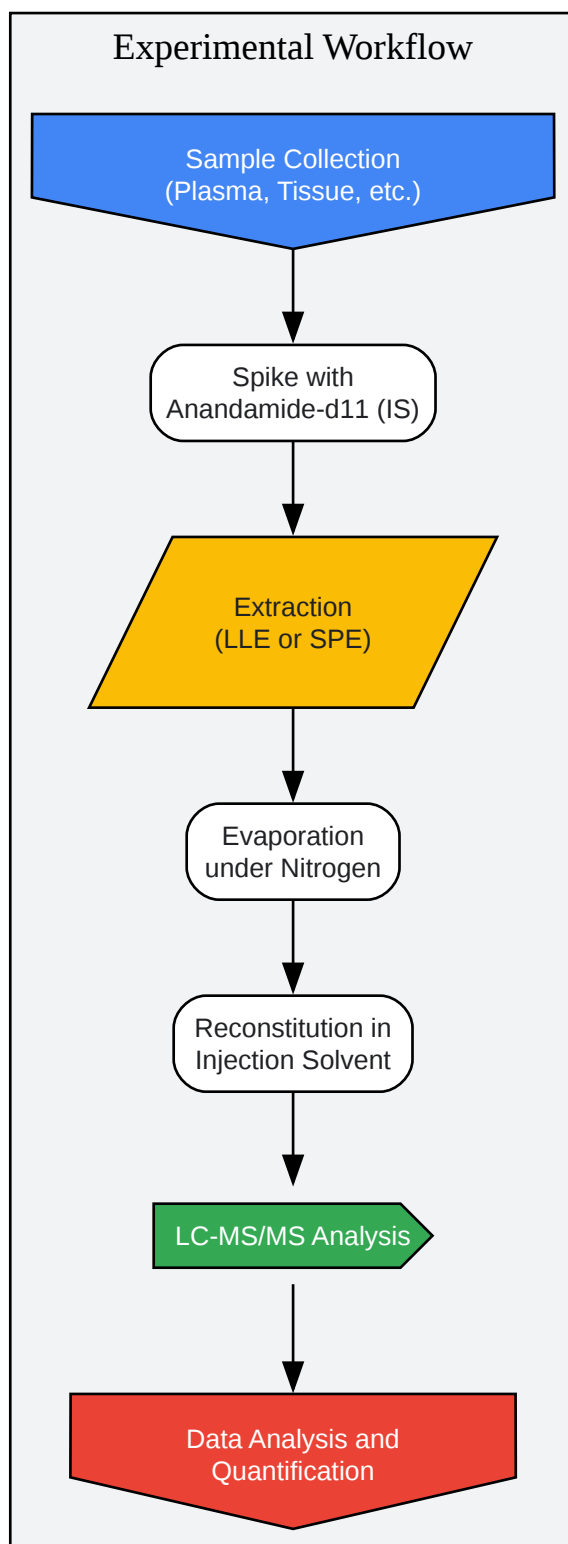 Experimental Workflow
Sample Collection
(Plasma, Tissue, etc.)
Spike with
Anandamide-d11 (IS)
Extraction
(LLE or SPE)
Evaporation
under Nitrogen
Reconstitution in
Injection Solvent
LC-MS/MS Analysis
Data Analysis and
Quantification